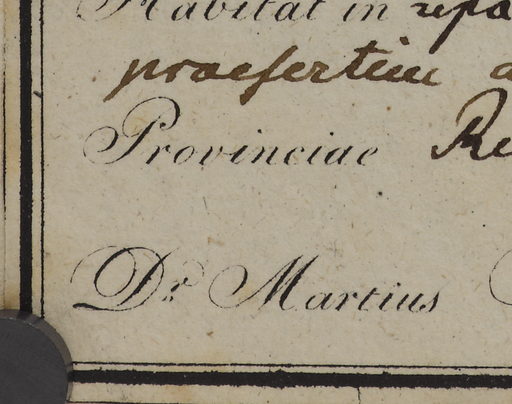 Habitat in
praesertim
Provinciae
Dr. Martius